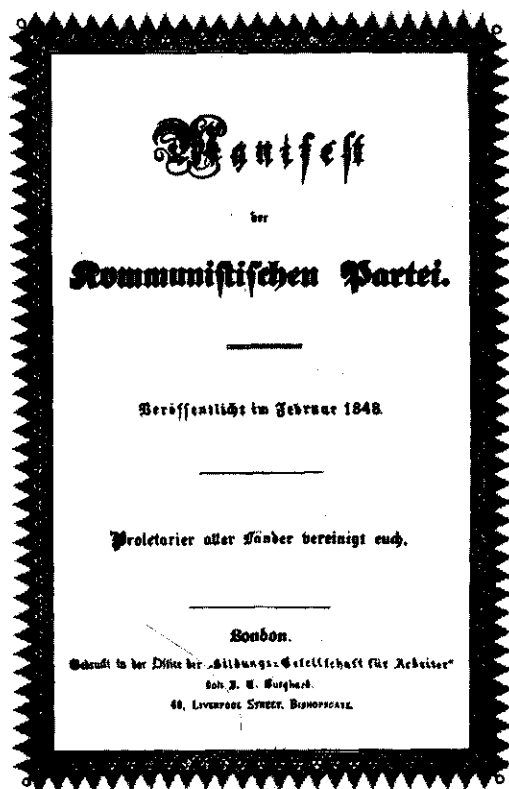 Manifest
der
Kommunistischen Partei.
Veröffentlicht im Februar 1848.
Proletarier aller Länder vereinigt euch.
London.
Gedruckt in der Office der „Bildungs-Gesellschaft für Arbeiter“
von J. E. Burghard.
46, LIVERPOOL STREET, BISHOPSGATE.